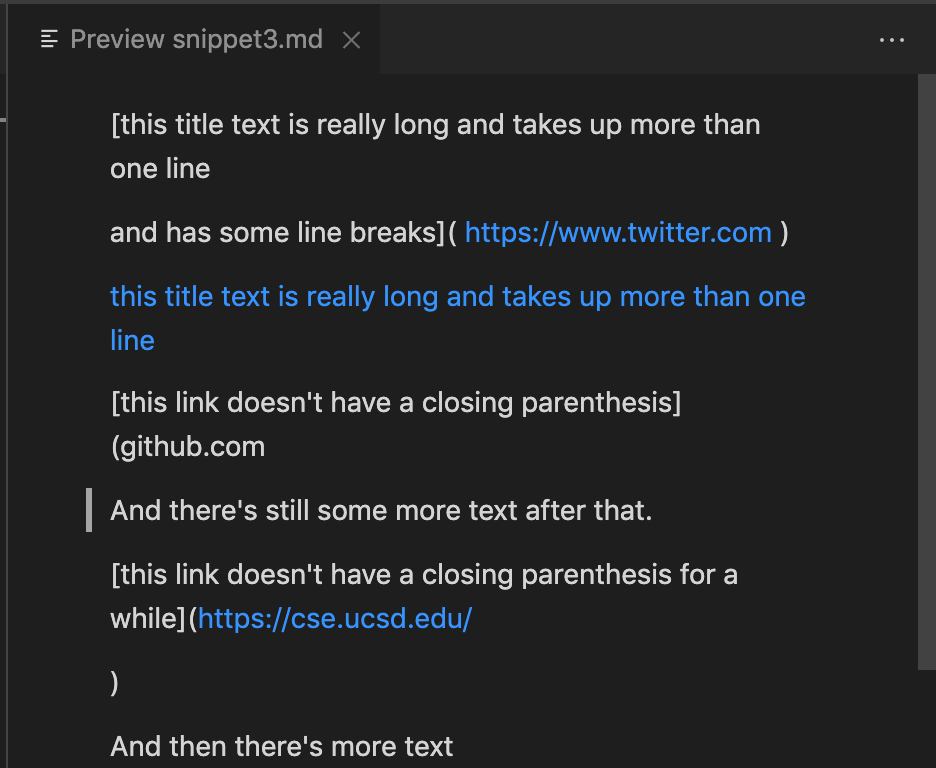 Preview snippet3.md
[this title text is really long and takes up more than
one line
and has some line breaks]( https://www.twitter.com )
this title text is really long and takes up more than one
line
[this link doesn't have a closing parenthesis]
(github.com
And there's still some more text after that.
[this link doesn't have a closing parenthesis for a
while](https://cse.ucsd.edu/
)
And then there's more text